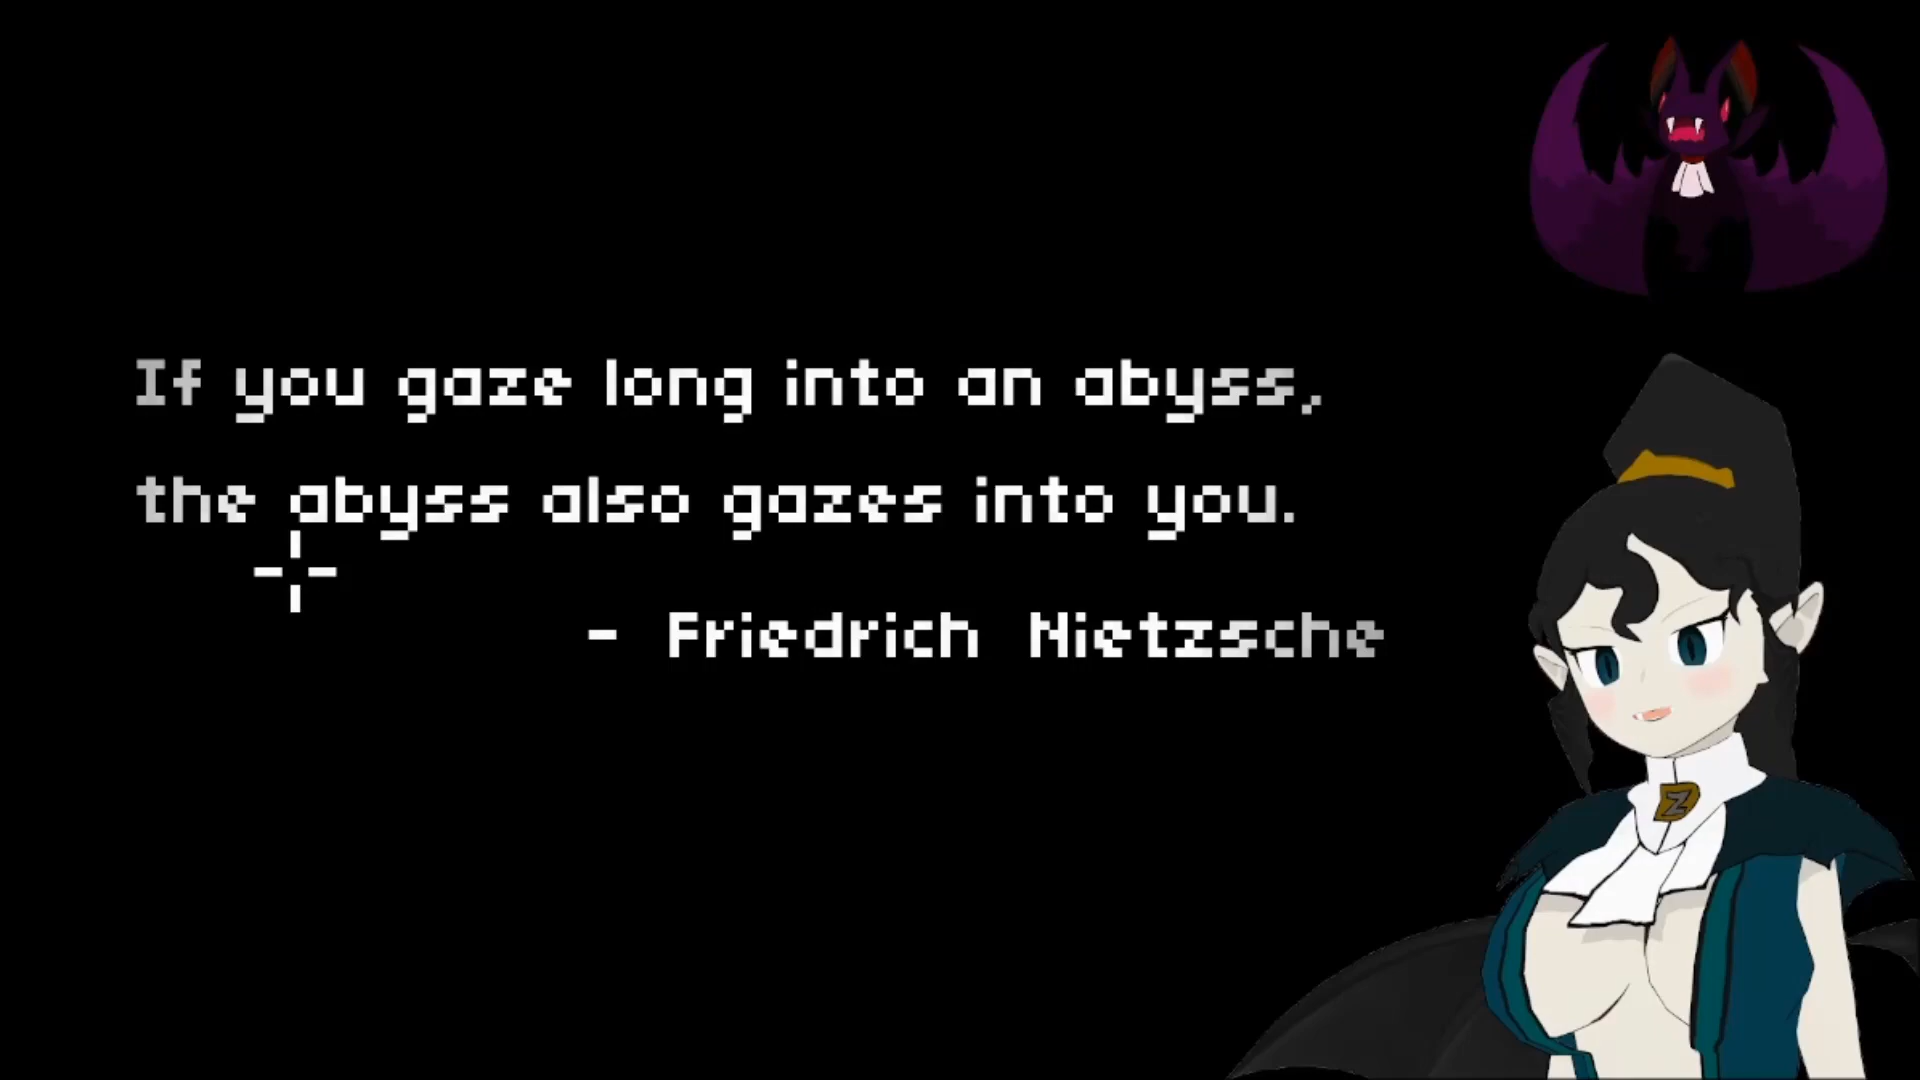 If you gaze long into an abyss,
the abyss also gazes into you.
- Friedrich Nietzsche
Z